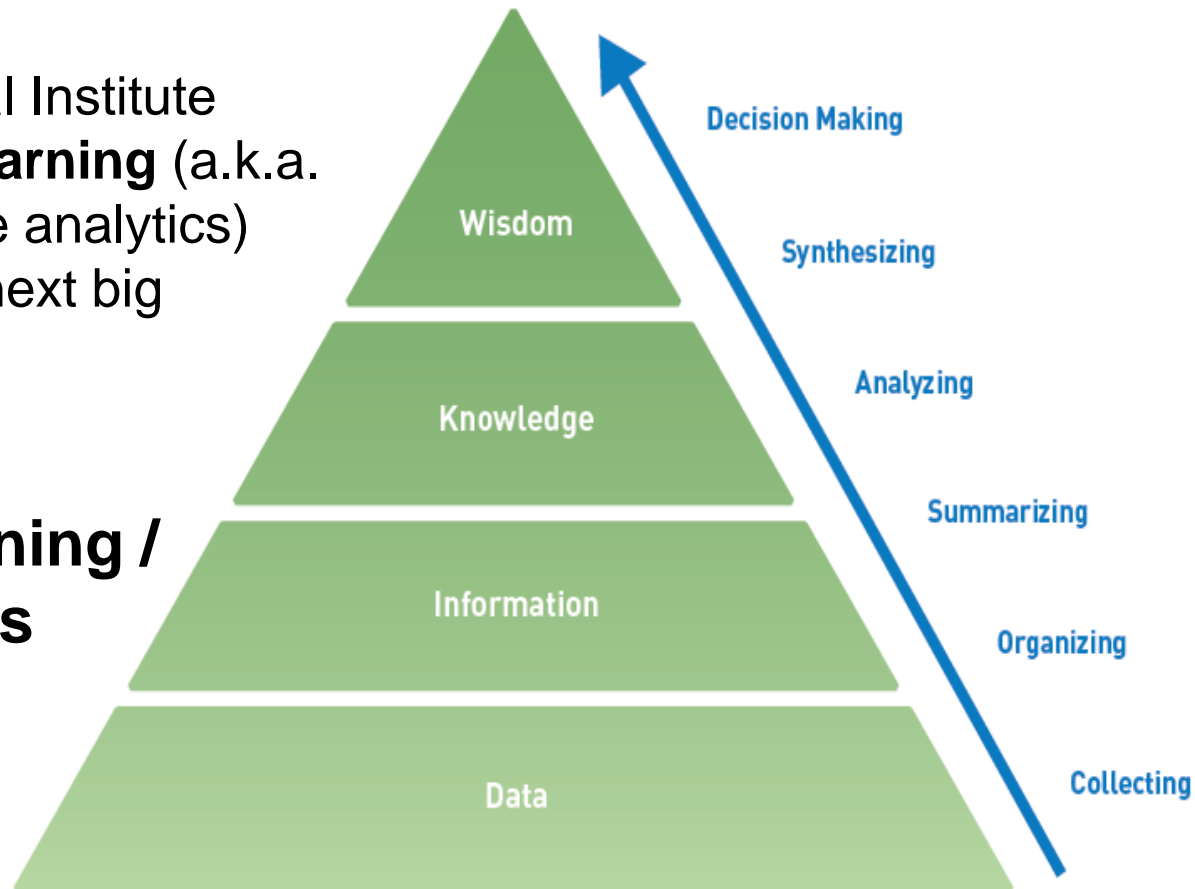 l Institute
arning (a.k.a.
e analytics)
next big
ning /
s
Wisdom
Knowledge
Information
Data
Decision Making
Synthesizing
Analyzing
Summarizing
Organizing
Collecting